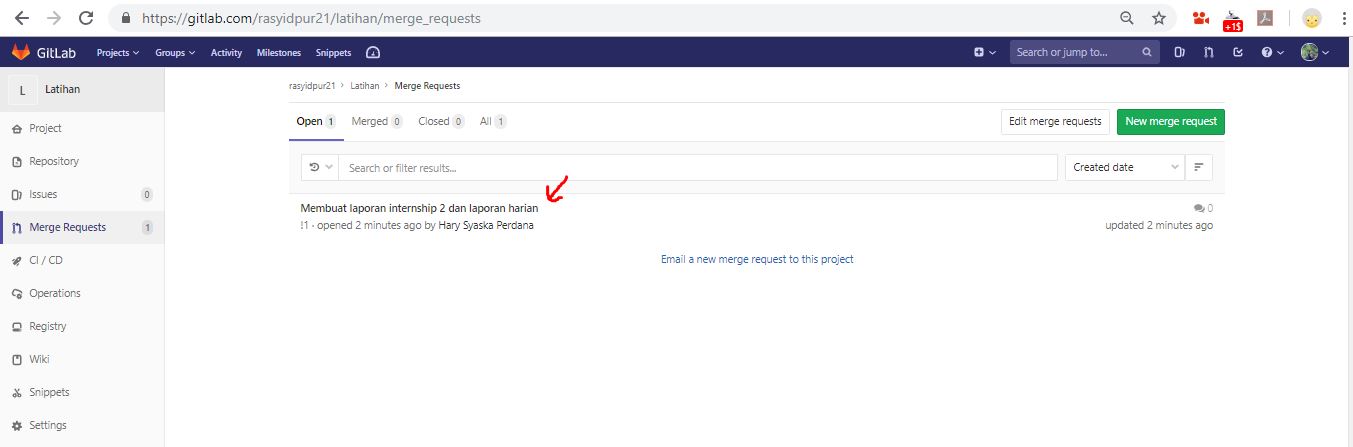 https://gitlab.com/rasyidpur21/latihan/merge_requests
+1$
GitLab Projects Groups Activity Milestones Snippets Search or jump to...
L Latihan
Project
Repository
Issues 0
Merge Requests 1
CI / CD
Operations
Registry
Wiki
Snippets
Settings
rasyidpur21 > Latihan > Merge Requests
Open 1 Merged 0 Closed 0 All 1 Edit merge requests New merge request
Search or filter results... Created date
Membuat laporan internship 2 dan laporan harian 0
!1 · opened 2 minutes ago by Hary Syaska Perdana updated 2 minutes ago
Email a new merge request to this project